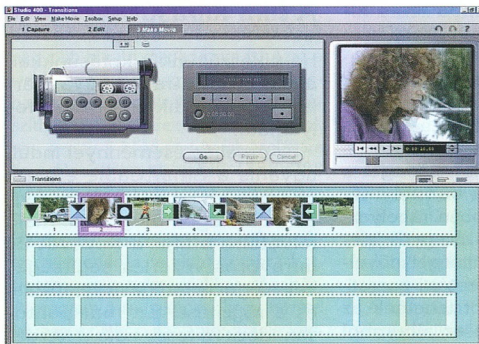 Studio 400 - Transitions
File Edit View Make Movie Toolbox Setup Help
1 Capture 2 Edit 3 Make Movie
Go Pause Cancel
Transitions
1 2 3 4 5 6 7